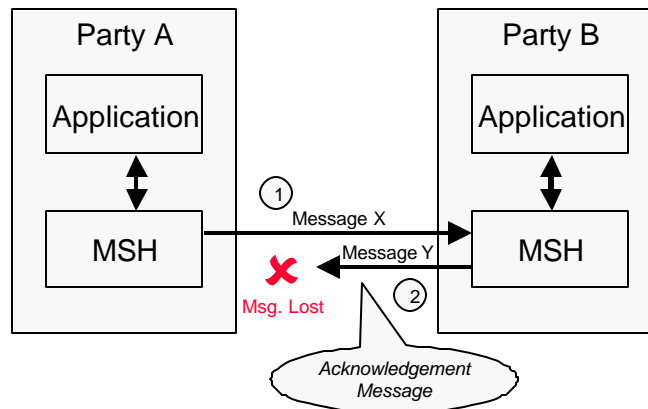 Party A
Party B
Application
Application
1
Message X
MSH
MSH
Message Y
Msg. Lost
2
Acknowledgement
Message